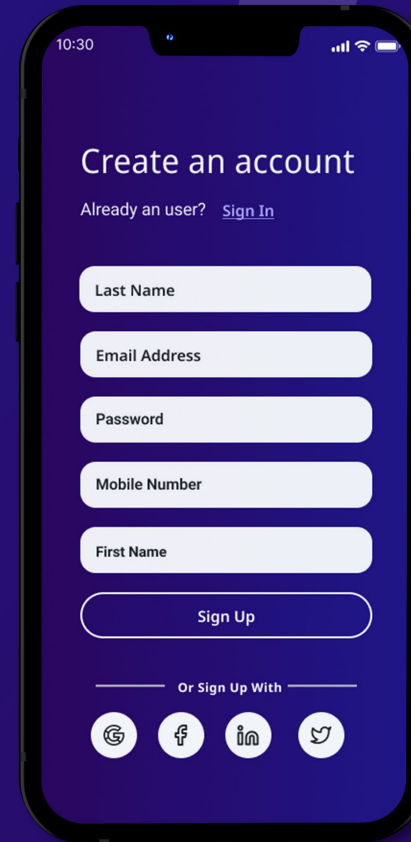 10:30
Create an account
Already an user? Sign In
Last Name
Email Address
Password
Mobile Number
First Name
Sign Up
Or Sign Up With